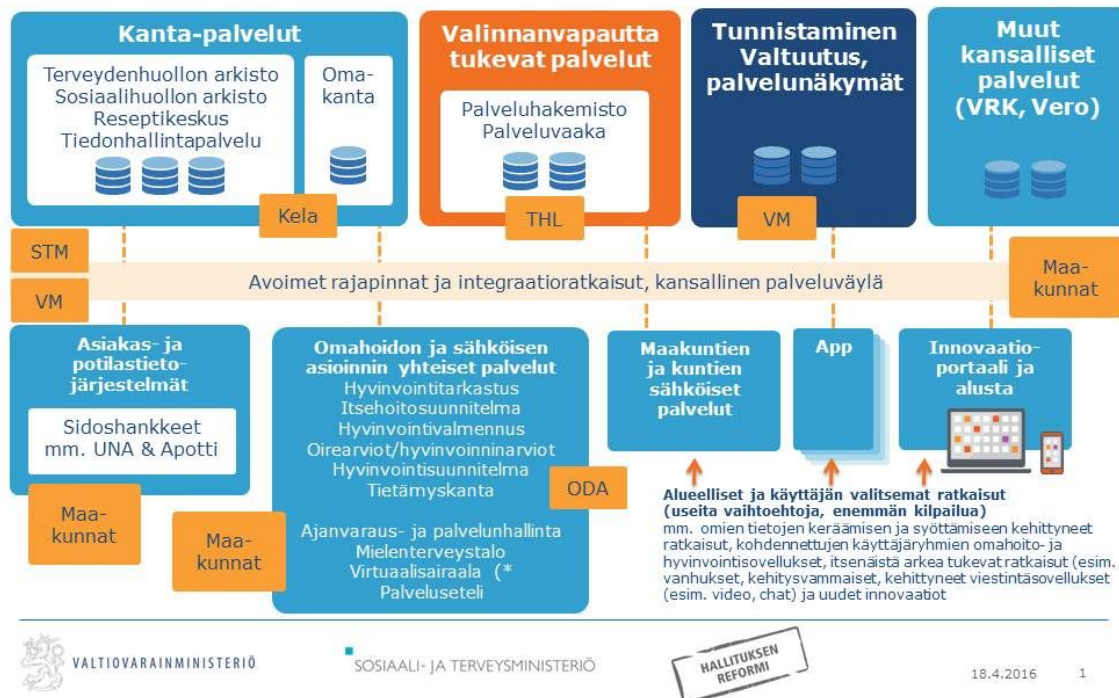 Kanta-palvelut
Terveydenhuollon arkisto
Sosiaalihuollon arkisto
Reseptikeskus
Tiedonhallintapalvelu
Oma-
kanta
Kela
Valinnanvapautta
tukevat palvelut
Palveluhakemisto
Palveluvaaka
THL
Tunnistaminen
Valtuutus,
palvelunäkymät
VM
Muut
kansalliset
palvelut
(VRK, Vero)
STM
VM
Avoimet rajapinnat ja integraatioratkaisut, kansallinen palveluväylä
Maa-
kunnat
Asiakas- ja
potilastieto-
järjestelmät
Sidoshankkeet
mm. UNA & Apotti
Maa-
kunnat
Omahoidon ja sähköisen
asioinnin yhteiset palvelut
Hyvinvointitarkastus
Itsehoitosuunnitelma
Hyvinvointivalmennus
Oirearviot/hyvinvoinninarviot
Hyvinvointisuunnitelma
Tietämyskanta
Ajanvaraus- ja palvelunhallinta
Mielenterveystalo
Virtuaalisairaala (*
Palveluseteli
ODA
Maa-
kunnat
Maakuntien
ja kuntien
sähköiset
palvelut
App
Innovaatio-
portaali ja
alusta
Alueelliset ja käyttäjän valitsemat ratkaisut
(useita vaihtoehtoja, enemmän kilpailua)
mm. omien tietojen keräämisen ja syöttämiseen kehittyneet
ratkaisut, kohdennettujen käyttäjäryhmien omahoito- ja
hyvinvointisovellukset, itsenäistä arkea tukevat ratkaisut (esim.
vanhukset, kehitysvammaiset, kehittyneet viestintäsovellukset
(esim. video, chat) ja uudet innovaatiot
VALTIOVARAINMINISTERIÖ
SOSIAALI- JA TERVEYSMINISTERIÖ
HALLITUKSEN
REFORMI
18.4.2016
1